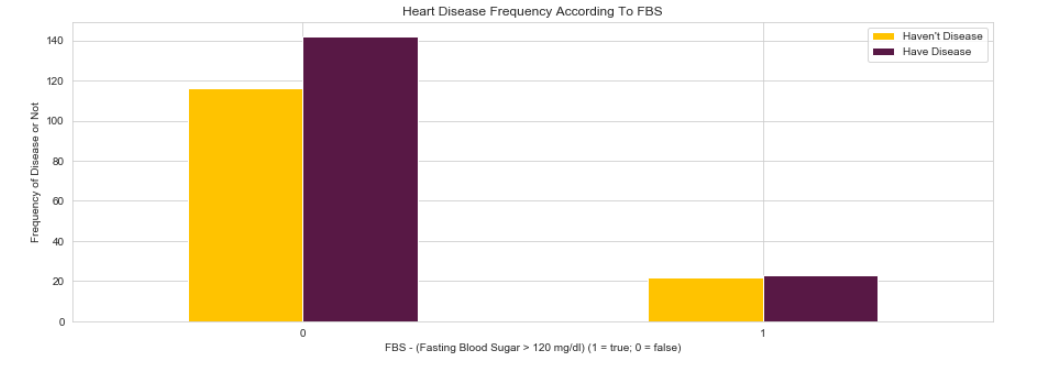 Heart Disease Frequency According To FBS
Haven't Disease
Have Disease
Frequency of Disease or Not
140
120
100
80
60
40
20
0
0
1
FBS - (Fasting Blood Sugar > 120 mg/dl) (1 = true; 0 = false)